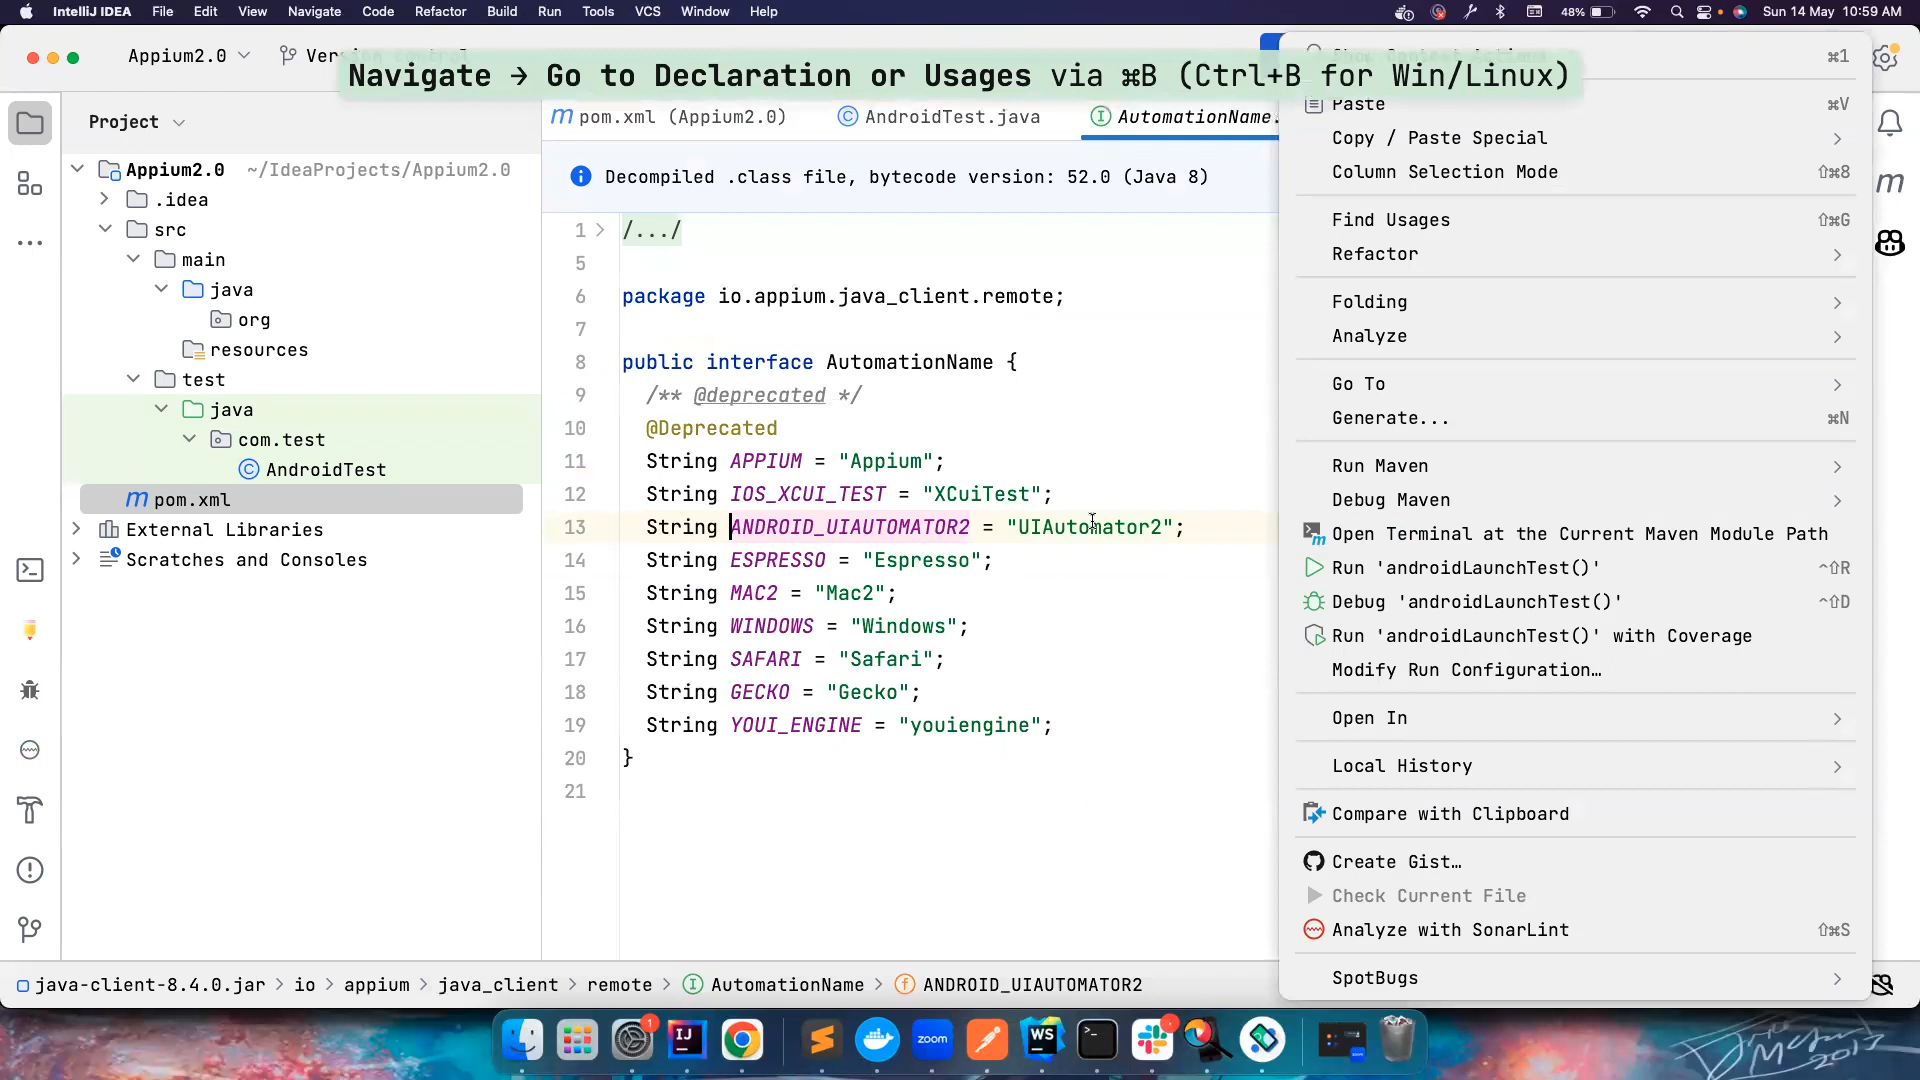 IntelliJ IDEA File Edit View Navigate Code Refactor Build Run Tools VCS Window Help 48% Sun 14 May 10:59 AM
Appium2.0
Navigate → Go to Declaration or Usages via ⌘B (Ctrl+B for Win/Linux)
Project
Appium2.0 ~/IdeaProjects/Appium2.0
.idea
src
main
java
org
resources
test
java
com.test
AndroidTest
pom.xml
External Libraries
Scratches and Consoles
pom.xml (Appium2.0) AndroidTest.java AutomationName.
Decompiled .class file, bytecode version: 52.0 (Java 8)
1 /.../
5
6 package io.appium.java_client.remote;
7
8 public interface AutomationName {
9 /** @deprecated */
10 @Deprecated
11 String APPIUM = "Appium";
12 String IOS_XCUI_TEST = "XCuiTest";
13 String ANDROID_UIAUTOMATOR2 = "UIAutomator2";
14 String ESPRESSO = "Espresso";
15 String MAC2 = "Mac2";
16 String WINDOWS = "Windows";
17 String SAFARI = "Safari";
18 String GECKO = "Gecko";
19 String YOUI_ENGINE = "youiengine";
20 }
21
⌘1
Paste ⌘V
Copy / Paste Special
Column Selection Mode ⇧⌘8
Find Usages ⇧⌘G
Refactor
Folding
Analyze
Go To
Generate... ⌘N
Run Maven
Debug Maven
Open Terminal at the Current Maven Module Path
Run 'androidLaunchTest()' ⌃⇧R
Debug 'androidLaunchTest()' ⌃⇧D
Run 'androidLaunchTest()' with Coverage
Modify Run Configuration…
Open In
Local History
Compare with Clipboard
Create Gist…
Check Current File
Analyze with SonarLint ⇧⌘S
SpotBugs
java-client-8.4.0.jar > io > appium > java_client > remote > AutomationName > ANDROID_UIAUTOMATOR2
1
IJ
zoom
WS